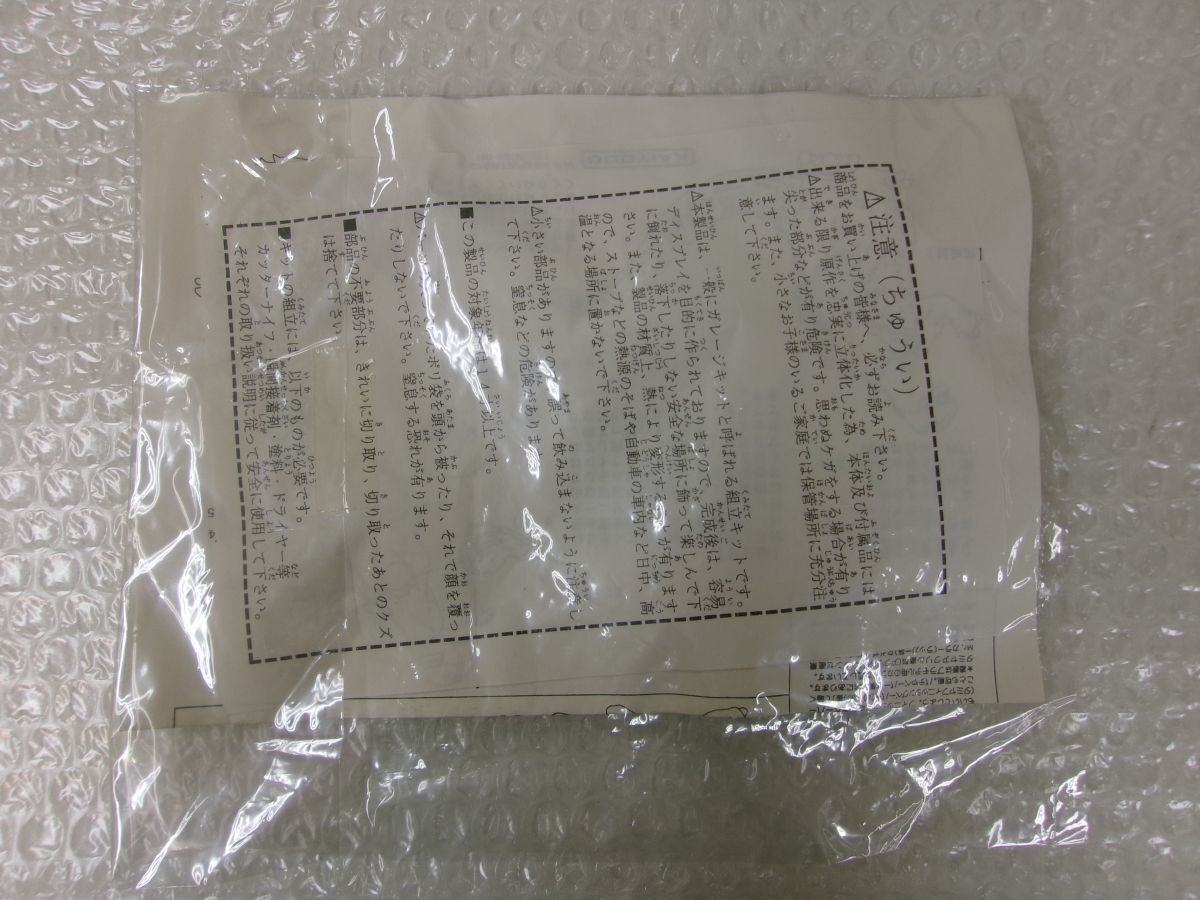 ⚠注意（ちゅうい）
商品をお買い上げの皆様へ 必ずお読み下さい。
⚠出来る限り原作を忠実に立体化した為、本体及び付属品には
尖った部分などが有り危険です。思わぬケガをする場合が有り
ます。また、小さなお子様のいるご家庭では保管場所に充分注
意して下さい。
⚠本製品は、一般にガレージキットと呼ばれる組立キットです。
ディスプレイを目的に作られておりますので、完成後は、容易
に倒れたり、落下したりしない安全な場所に飾って楽しんで下
さい。また、製品の材質上、熱により変形することが有ります
ので、ストーブなどの熱源のそばや自動車の車内など日中、高
温となる場所に置かないで下さい。
⚠小さい部品がありますので誤って飲み込まないように注意し
て下さい。窒息などの危険があります。
■この製品の対象年齢は14才以上です。
⚠ ポリ袋を頭から被ったり、それで顔を覆っ
たりしないで下さい。窒息する恐れが有ります。
■部品の不要部分は、きれいに切り取り、切り取ったあとのクズ
は捨てて下さい。
■キットの組立には、以下のものが必要です。
カッターナイフ・瞬間接着剤・塗料・ドライヤー等
それぞれの取り扱い説明に従って安全に使用して下さい。
KAIYODO